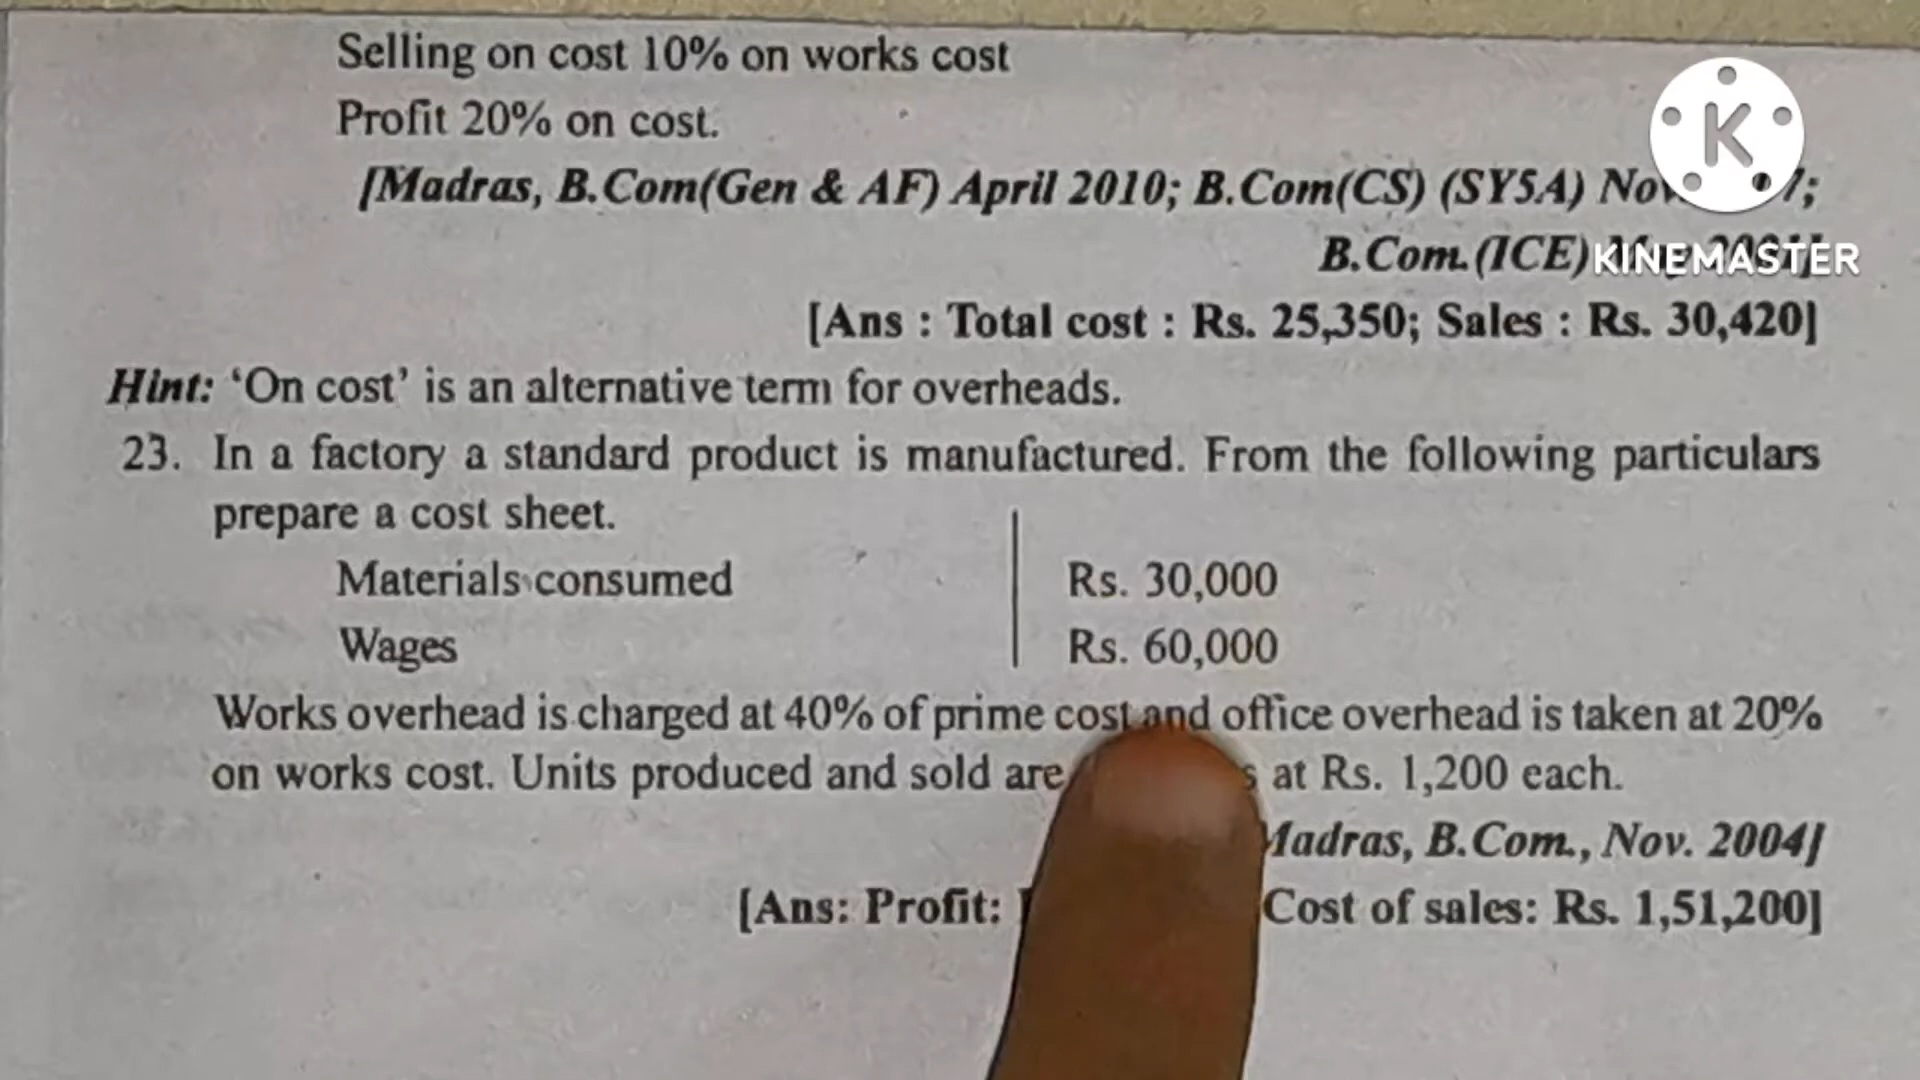 Selling on cost 10% on works cost
Profit 20% on cost.
[Madras, B.Com(Gen & AF) April 2010; B.Com(CS) (SY5A)
B.Com.(ICE)
KINEMASTER
[Ans : Total cost : Rs. 25,350; Sales : Rs. 30,420]
Hint: ‘On cost’ is an alternative term for overheads.
23. In a factory a standard product is manufactured. From the following particulars
prepare a cost sheet.
Materials consumed Rs. 30,000
Wages Rs. 60,000
Works overhead is charged at 40% of prime cost and office overhead is taken at 20%
on works cost. Units produced and sold are at Rs. 1,200 each.
Madras, B.Com., Nov. 2004]
[Ans: Profit: Cost of sales: Rs. 1,51,200]